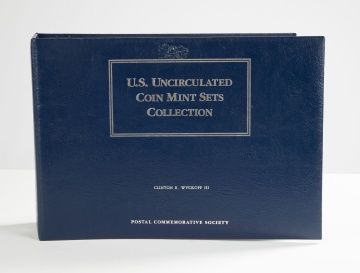 U.S. UNCIRCULATED
COIN MINT SETS
COLLECTION
CLINTON R. WYCKOFF III
POSTAL COMMEMORATIVE SOCIETY